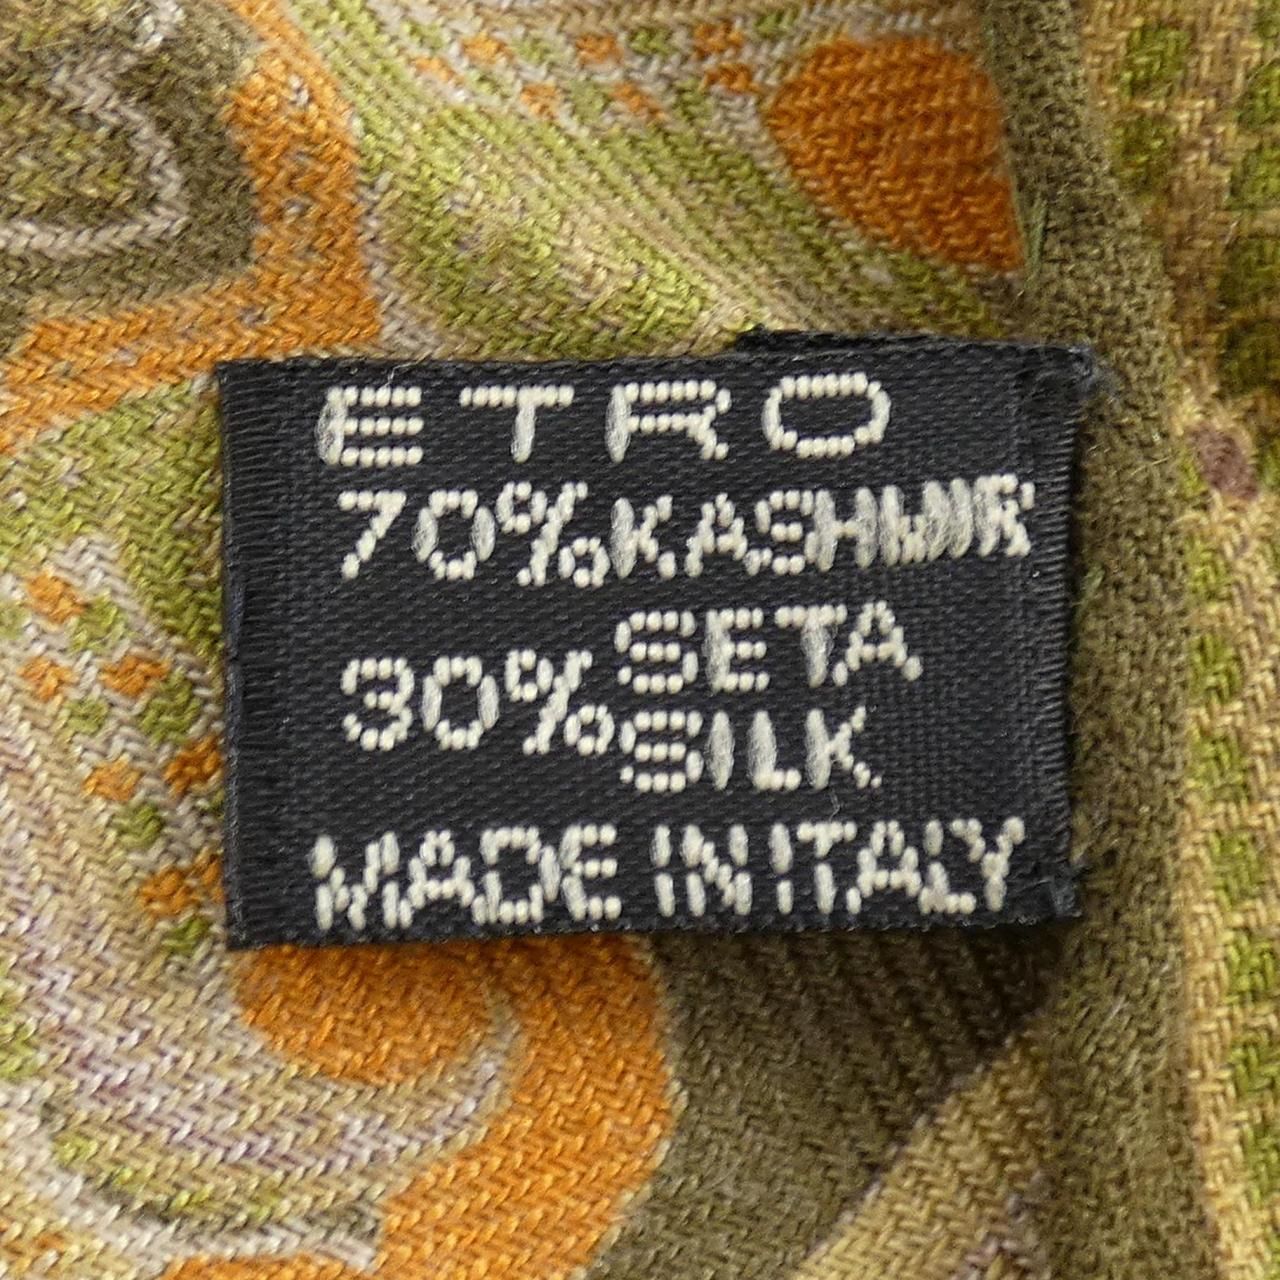 ETRO
70% KASHMIR
30% SETA
SILK
MADE IN ITALY